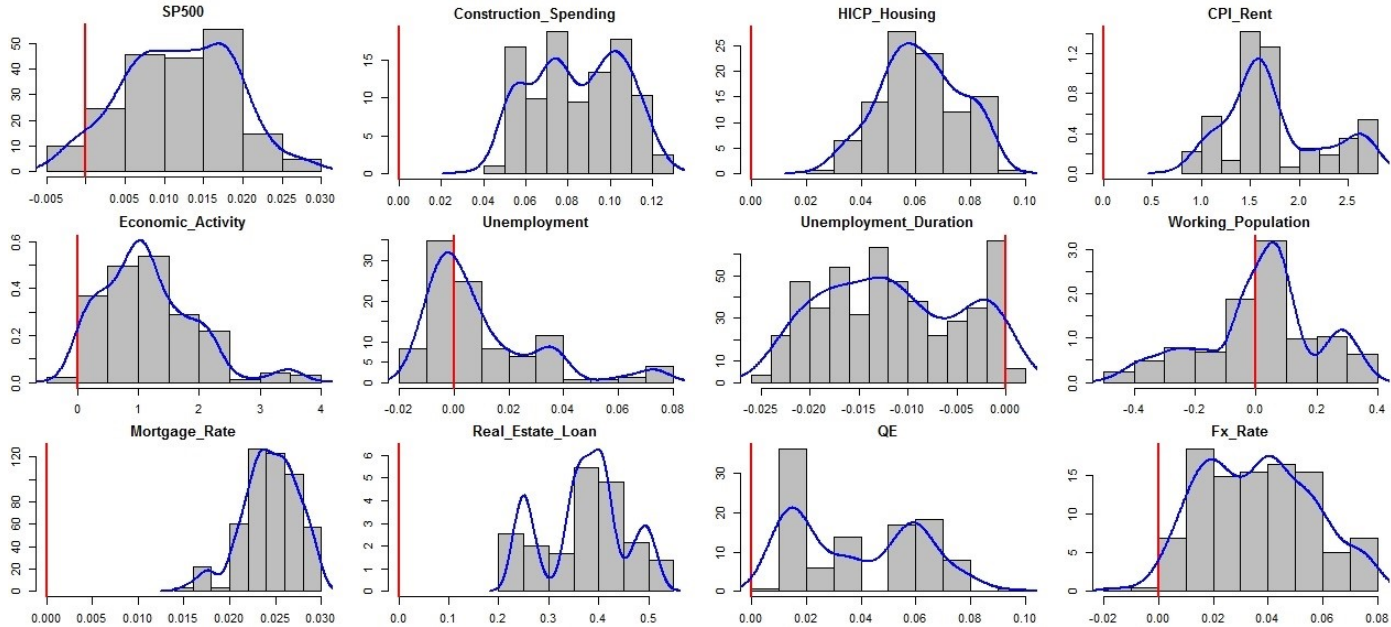 SP500
50
40
30
20
10
0
-0.005 0.005 0.010 0.015 0.020 0.025 0.030
Construction_Spending
15
10
5
0
0.00 0.02 0.04 0.06 0.08 0.10 0.12
HICP_Housing
25
20
15
10
5
0
0.00 0.02 0.04 0.06 0.08 0.10
CPI_Rent
1.2
0.8
0.4
0.0
0.0 0.5 1.0 1.5 2.0 2.5
Economic_Activity
0.6
0.4
0.2
0.0
0 1 2 3 4
Unemployment
30
20
10
5
0
-0.02 0.00 0.02 0.04 0.06 0.08
Unemployment_Duration
50
30
10
0
-0.025 -0.020 -0.015 -0.010 -0.005 0.000
Working_Population
3.0
2.0
1.0
0.0
-0.4 -0.2 0.0 0.2 0.4
Mortgage_Rate
120
80
60
40
20
0
0.000 0.005 0.010 0.015 0.020 0.025 0.030
Real_Estate_Loan
6
5
4
3
2
1
0
0.0 0.1 0.2 0.3 0.4 0.5
QE
30
20
10
0
0.00 0.02 0.04 0.06 0.08 0.10
Fx_Rate
15
10
5
0
-0.02 0.00 0.02 0.04 0.06 0.08